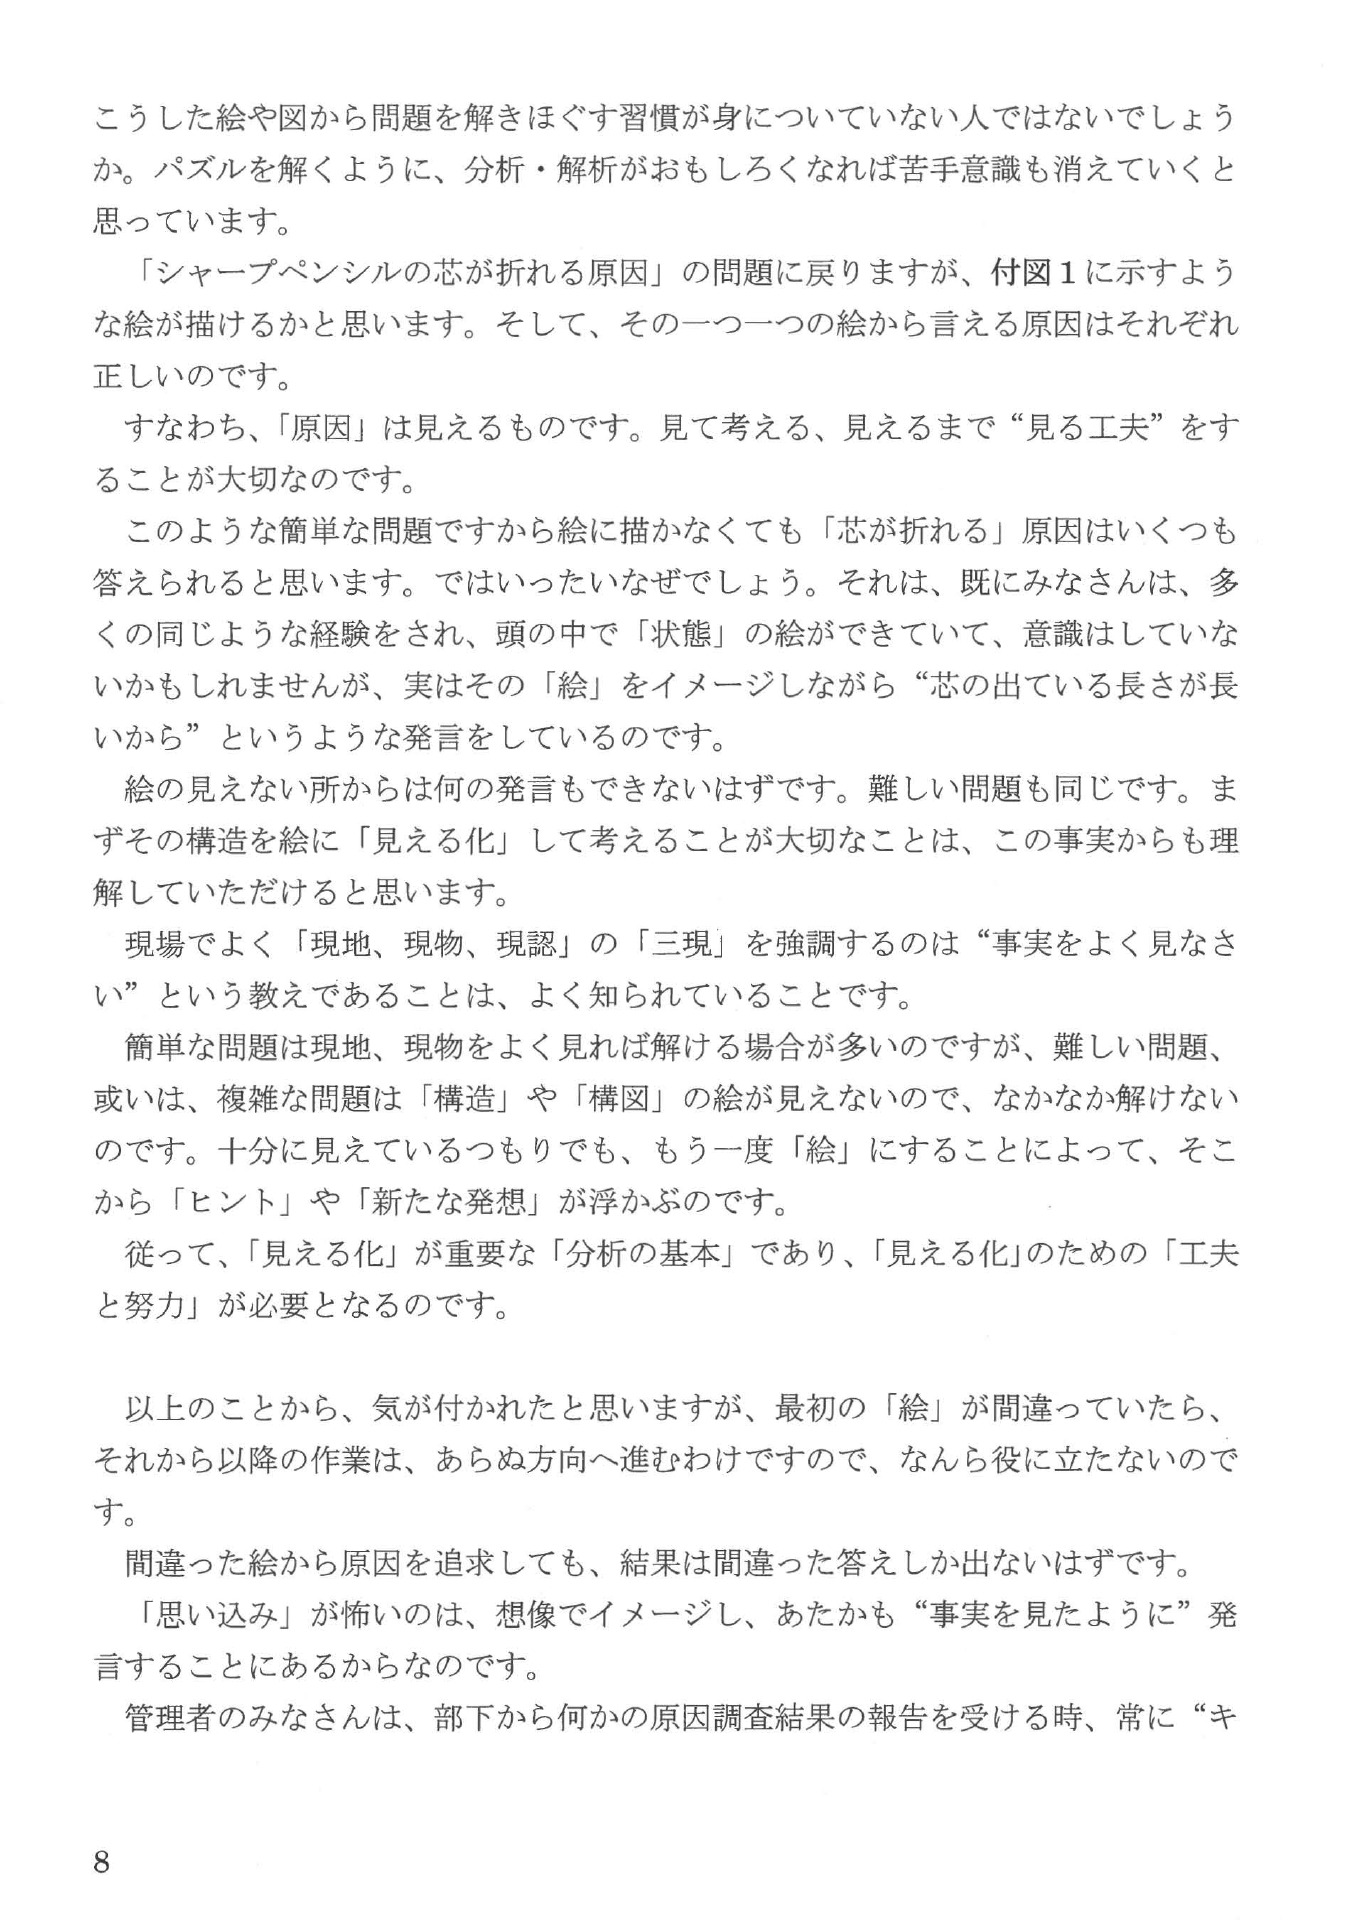 こうした絵や図から問題を解きほぐす習慣が身についていない人ではないでしょう
か。パズルを解くように、分析・解析がおもしろくなれば苦手意識も消えていくと
思っています。
「シャープペンシルの芯が折れる原因」の問題に戻りますが、付図1に示すよう
な絵が描けるかと思います。そして、その一つ一つの絵から言える原因はそれぞれ
正しいのです。
すなわち、「原因」は見えるものです。見て考える、見えるまで“見る工夫”をす
ることが大切なのです。
このような簡単な問題ですから絵に描かなくても「芯が折れる」原因はいくつも
答えられると思います。ではいったいなぜでしょう。それは、既にみなさんは、多
くの同じような経験をされ、頭の中で「状態」の絵ができていて、意識はしていな
いかもしれませんが、実はその「絵」をイメージしながら“芯の出ている長さが長
いから”というような発言をしているのです。
絵の見えない所からは何の発言もできないはずです。難しい問題も同じです。ま
ずその構造を絵に「見える化」して考えることが大切なことは、この事実からも理
解していただけると思います。
現場でよく「現地、現物、現認」の「三現」を強調するのは“事実をよく見なさ
い”という教えであることは、よく知られていることです。
簡単な問題は現地、現物をよく見れば解ける場合が多いのですが、難しい問題、
或いは、複雑な問題は「構造」や「構図」の絵が見えないので、なかなか解けない
のです。十分に見えているつもりでも、もう一度「絵」にすることによって、そこ
から「ヒント」や「新たな発想」が浮かぶのです。
従って、「見える化」が重要な「分析の基本」であり、「見える化」のための「工夫
と努力」が必要となるのです。
以上のことから、気が付かれたと思いますが、最初の「絵」が間違っていたら、
それから以降の作業は、あらぬ方向へ進むわけですので、なんら役に立たないので
す。
間違った絵から原因を追求しても、結果は間違った答えしか出ないはずです。
「思い込み」が怖いのは、想像でイメージし、あたかも“事実を見たように”発
言することにあるからなのです。
管理者のみなさんは、部下から何かの原因調査結果の報告を受ける時、常に“キ
8